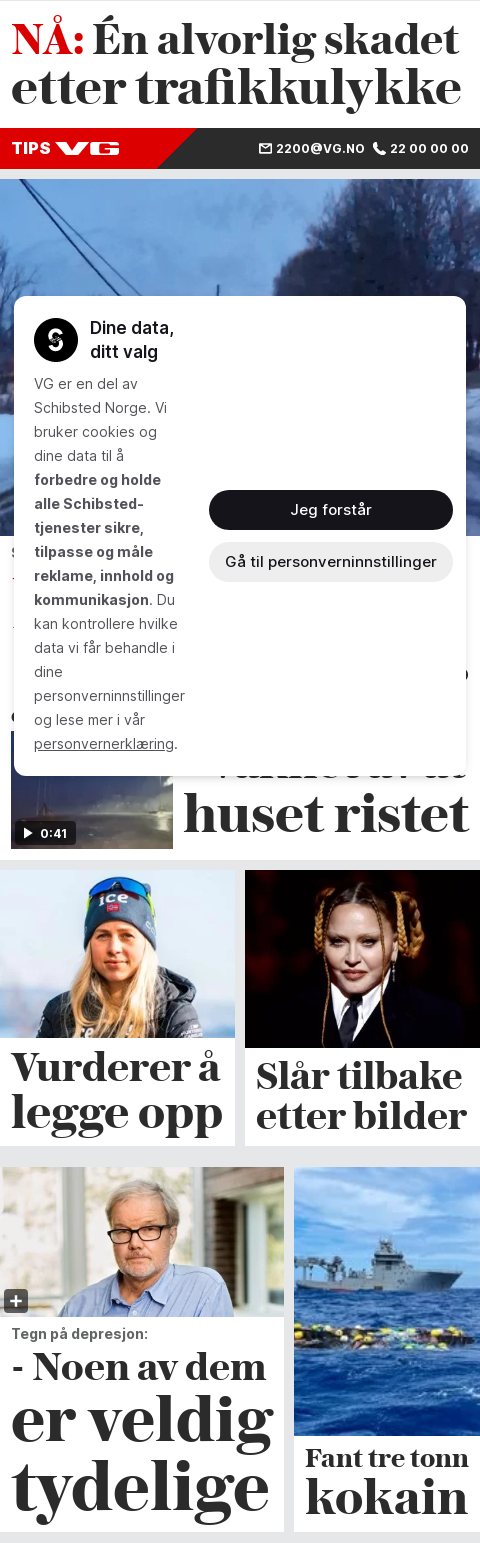 NÅ: Én alvorlig skadet
etter trafikkulykke
TIPS VG
2200@VG.NO 22 00 00 00
Dine data,
ditt valg
VG er en del av
Schibsted Norge. Vi
bruker cookies og
dine data til å
forbedre og holde
alle Schibsted-
tjenester sikre,
tilpasse og måle
reklame, innhold og
kommunikasjon. Du
kan kontrollere hvilke
data vi får behandle i
dine
personverninnstillinger
og lese mer i vår
personvernerklæring.
Jeg forstår
Gå til personverninnstillinger
0:41
huset ristet
ice
Vurderer å
legge opp
Slår tilbake
etter bilder
Tegn på depresjon:
- Noen av dem
er veldig
tydelige
Fant tre tonn
kokain